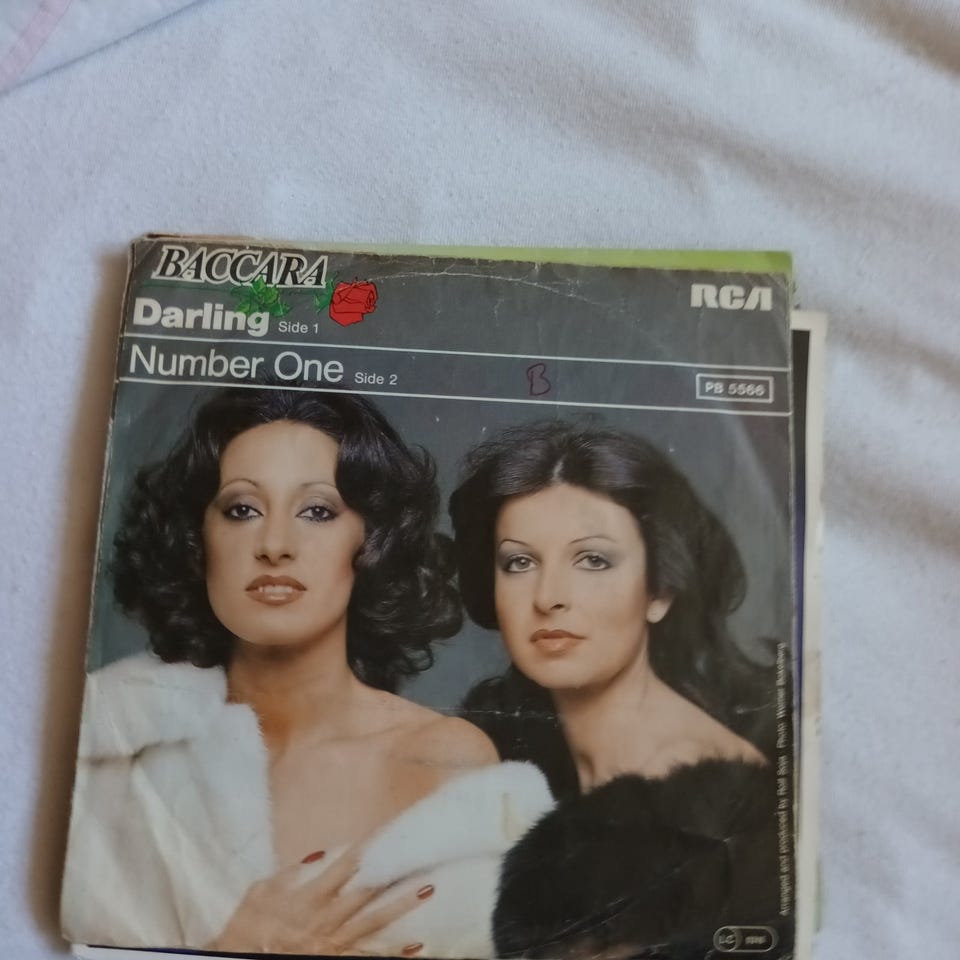 BACCARA
RCA
Darling Side 1
Number One Side 2
B
PB 5566
Arranged and produced by Rolf Soja Photo: Werner Bokelberg
LC